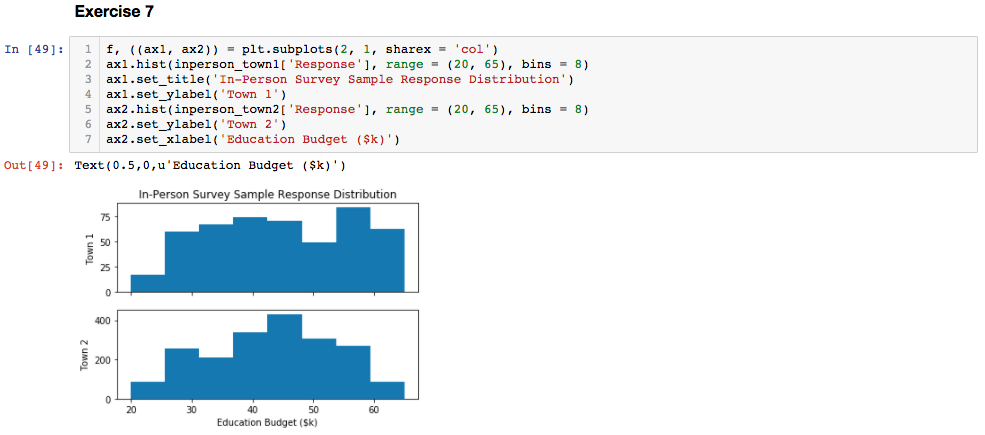 Exercise 7
In [49]:
1 f, ((ax1, ax2)) = plt.subplots(2, 1, sharex = 'col')
2 ax1.hist(inperson_town1['Response'], range = (20, 65), bins = 8)
3 ax1.set_title('In-Person Survey Sample Response Distribution')
4 ax1.set_ylabel('Town 1')
5 ax2.hist(inperson_town2['Response'], range = (20, 65), bins = 8)
6 ax2.set_ylabel('Town 2')
7 ax2.set_xlabel('Education Budget ($k)')
Out[49]: Text(0.5,0,u'Education Budget ($k)')
In-Person Survey Sample Response Distribution
Town 1
75
50
25
0
Town 2
400
200
0
20 30 40 50 60
Education Budget ($k)